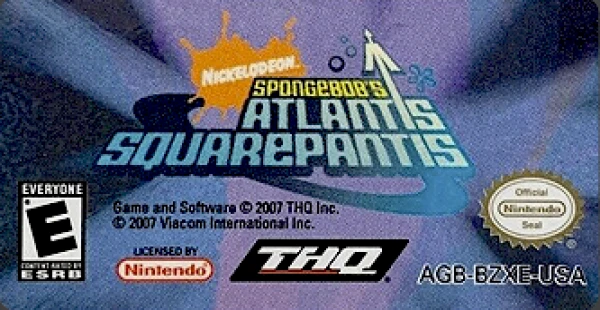 NICKELODEON
SPONGEBOB'S
ATLANTIS
SQUAREPANTIS
EVERYONE
E
CONTENT RATED BY
ESRB
Game and Software © 2007 THQ Inc.
© 2007 Viacom International Inc.
LICENSED BY
Nintendo
THQ
Official
Nintendo
Seal
AGB-BZXE-USA